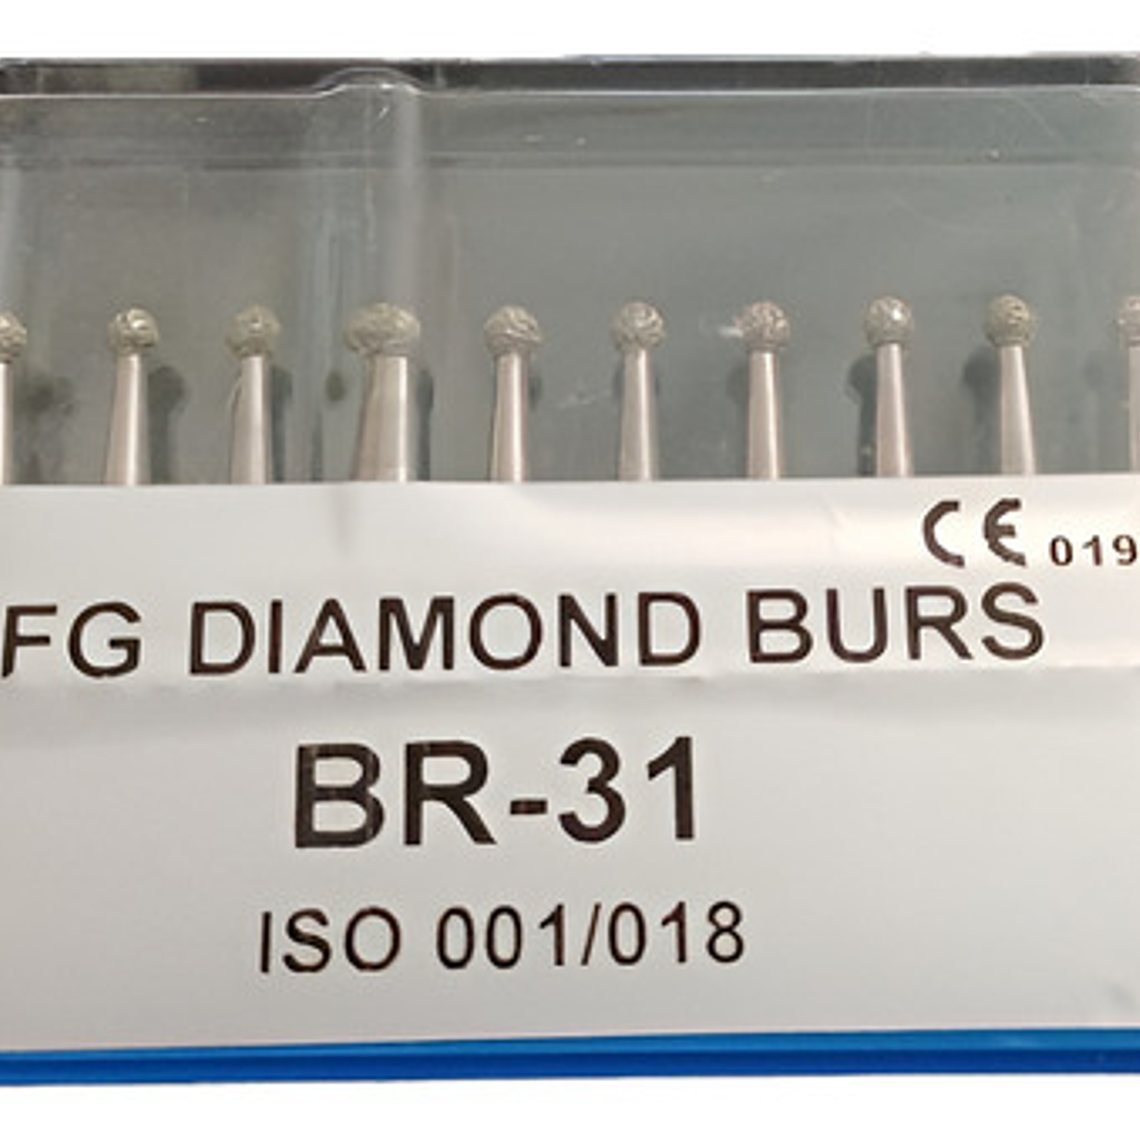 CE 019
FG DIAMOND BURS
BR-31
ISO 001/018